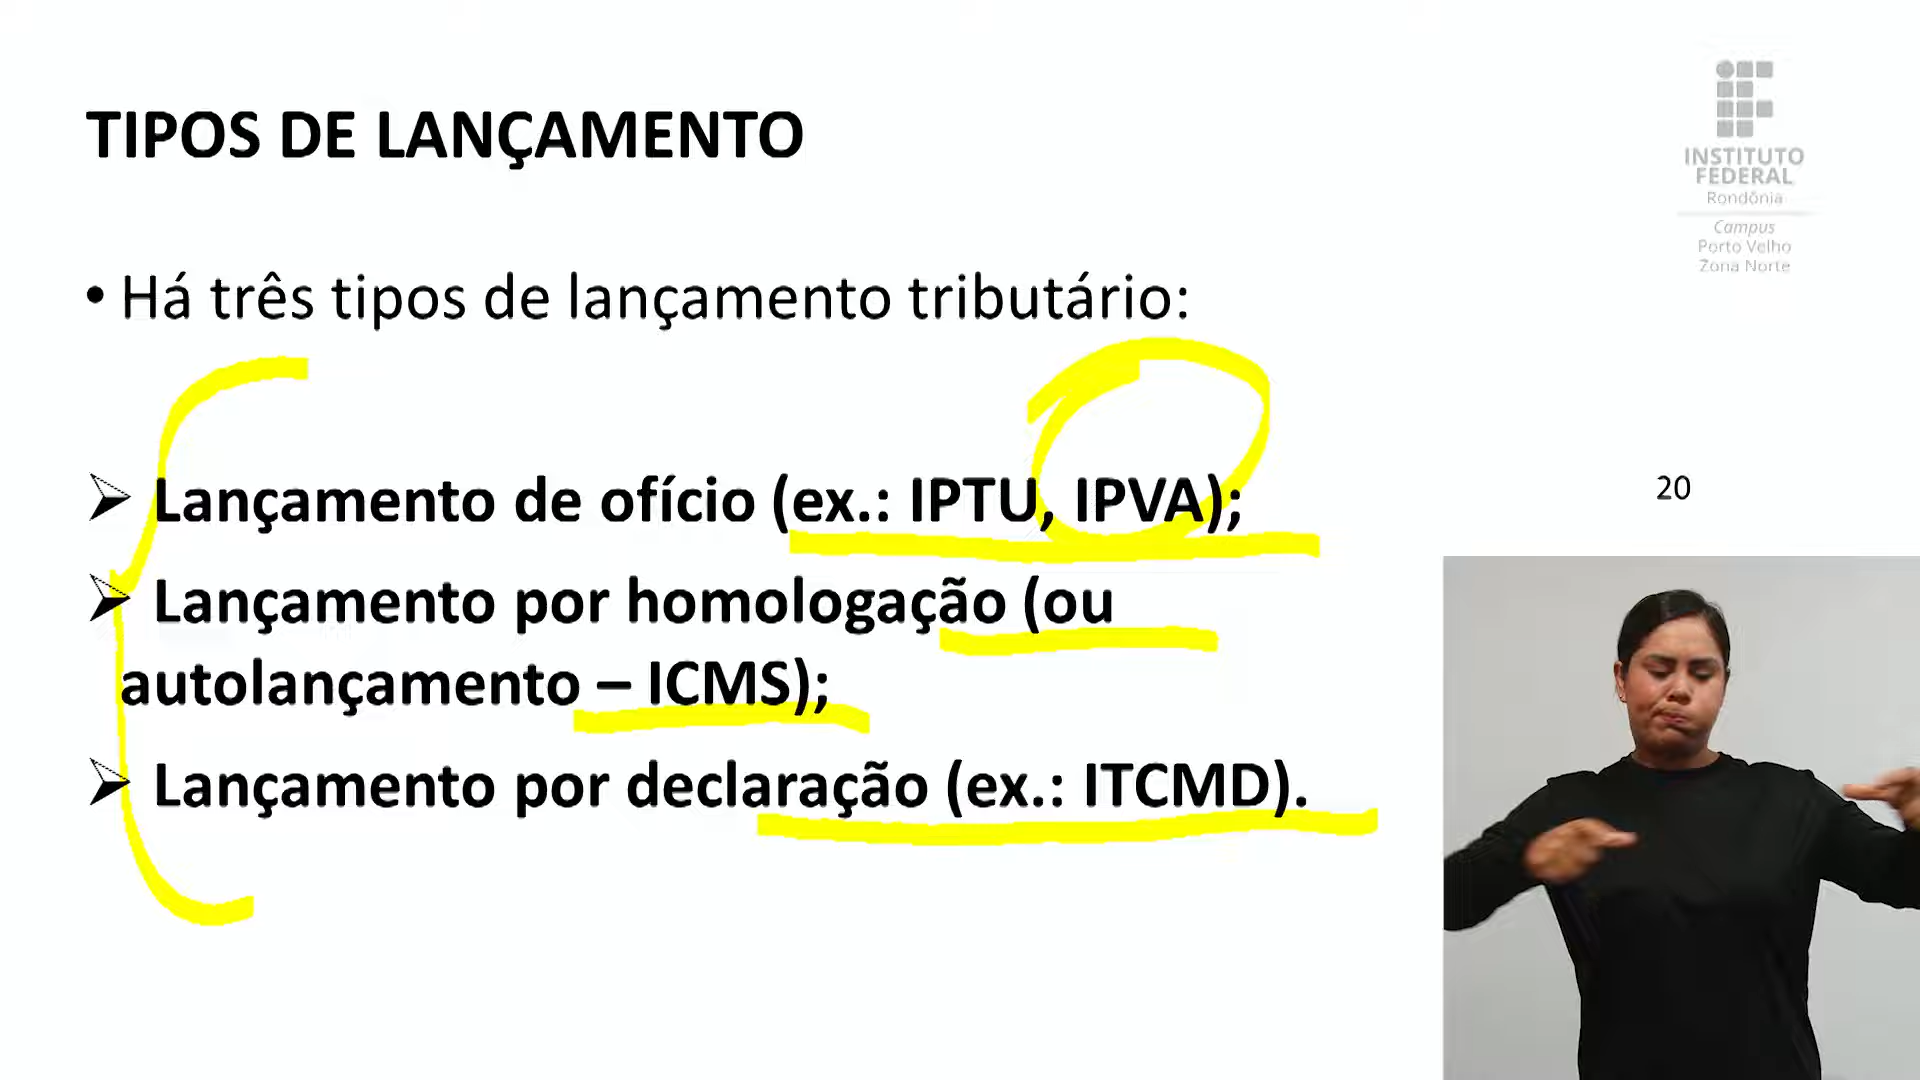 TIPOS DE LANÇAMENTO
INSTITUTO
FEDERAL
Rondônia
Campus
Porto Velho
Zona Norte
• Há três tipos de lançamento tributário:
➢ Lançamento de ofício (ex.: IPTU, IPVA);
20
➢ Lançamento por homologação (ou
autolançamento – ICMS);
➢ Lançamento por declaração (ex.: ITCMD).